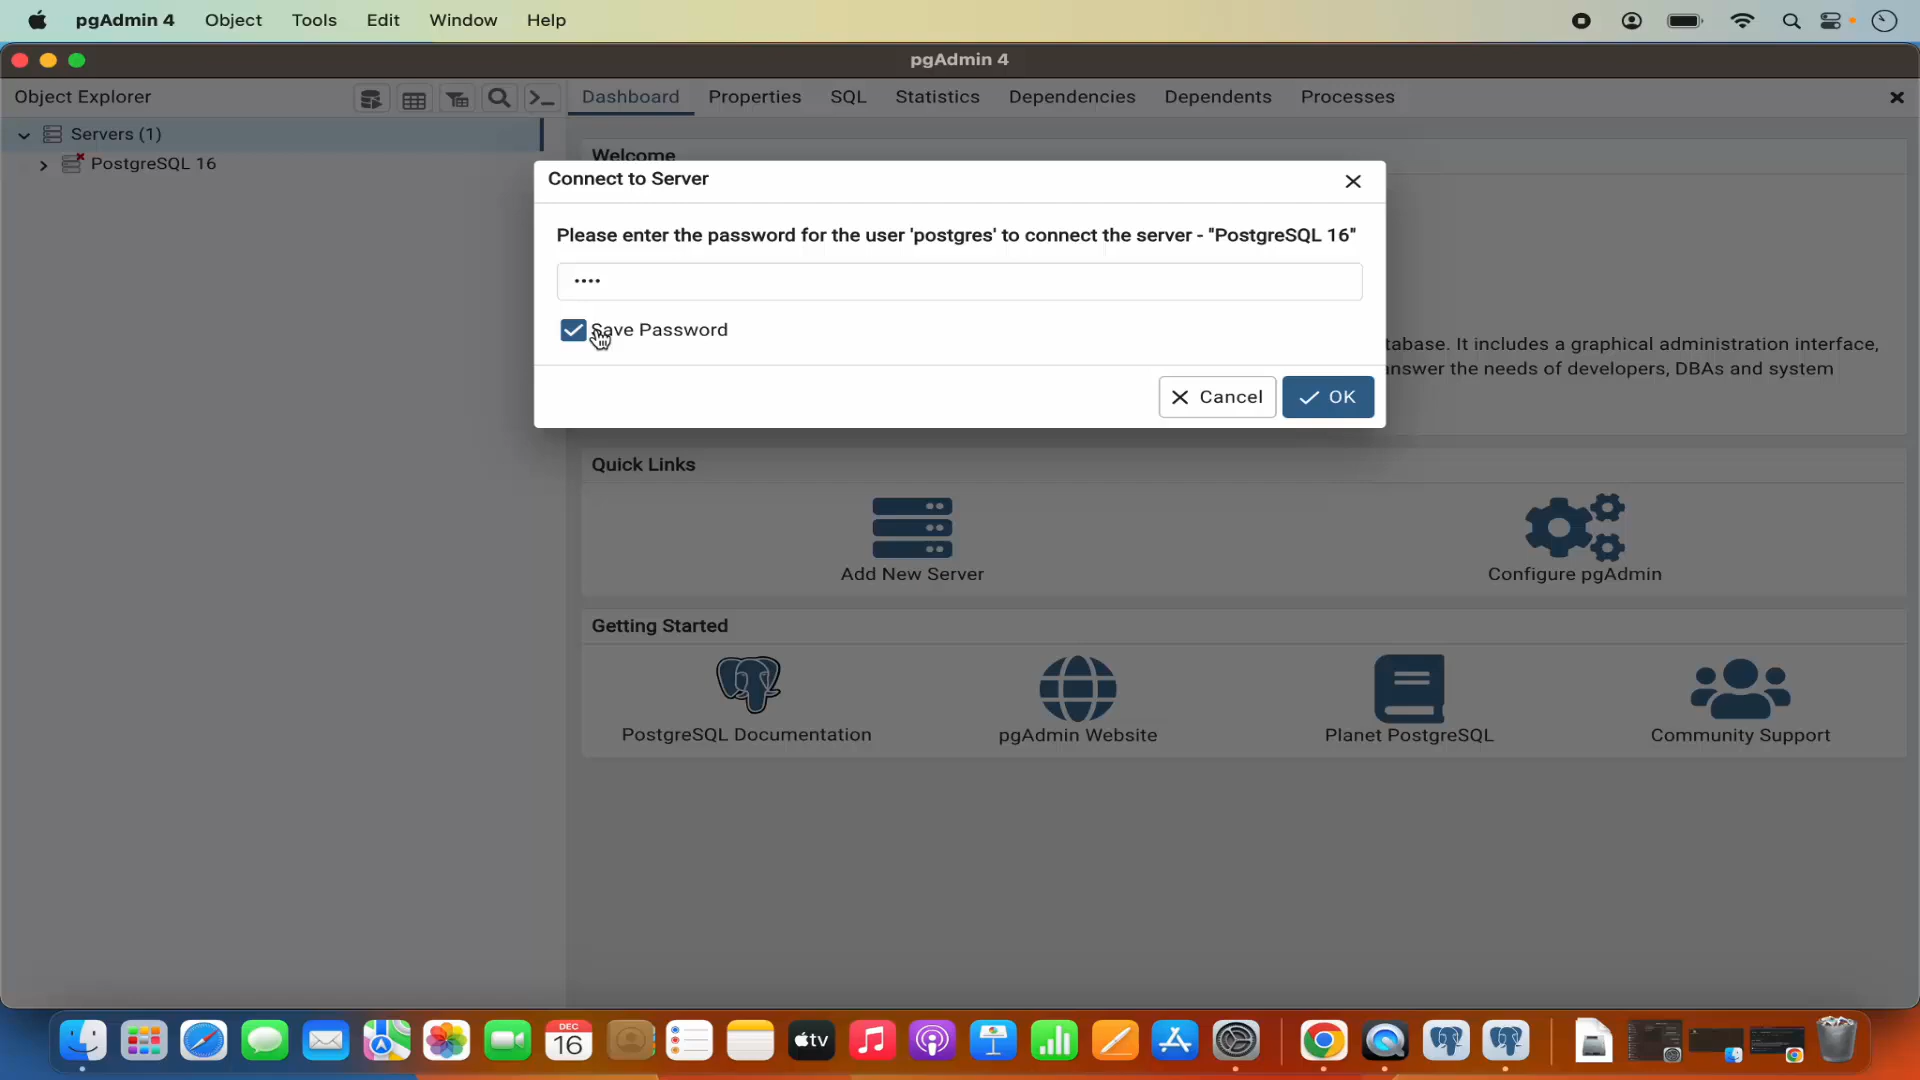 pgAdmin 4 Object Tools Edit Window Help
pgAdmin 4
Object Explorer
Dashboard Properties SQL Statistics Dependencies Dependents Processes
Servers (1)
PostgreSQL 16
Welcome
Connect to Server
Please enter the password for the user 'postgres' to connect the server - "PostgreSQL 16"
••••
Save Password
tabase. It includes a graphical administration interface,
answer the needs of developers, DBAs and system
Cancel OK
Quick Links
Add New Server Configure pgAdmin
Getting Started
PostgreSQL Documentation pgAdmin Website Planet PostgreSQL Community Support
DEC
16
tv